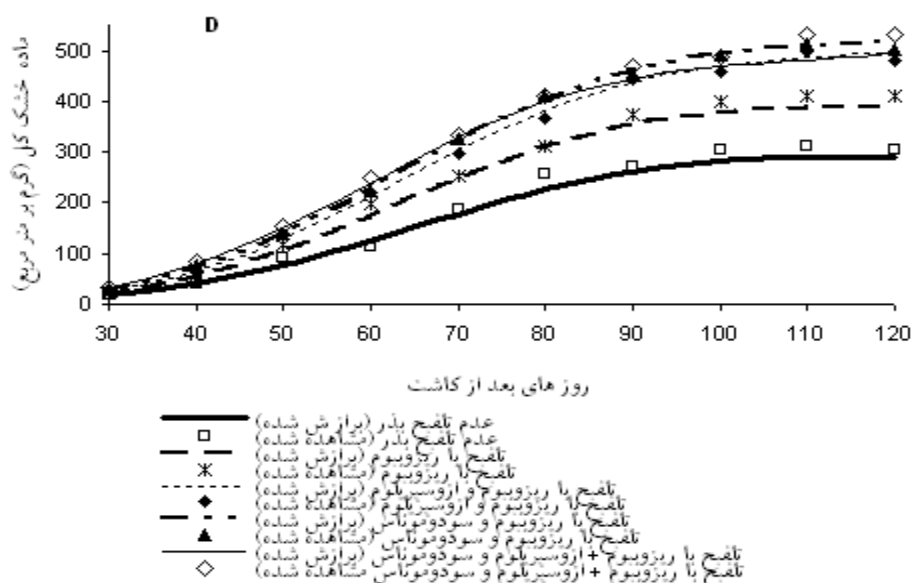 D
ماده خشک کل (گرم بر متر مربع)
500
400
300
200
100
0
30 40 50 60 70 80 90 100 110 120
روز های بعد از کاشت
عدم تلقیح بذر (برازش شده)
عدم تلقیح بذر (مشاهده شده)
تلقیح با ریزوبیوم (برازش شده)
تلقیح با ریزوبیوم (مشاهده شده)
تلقیح با ریزوبیوم و ازوسپریلوم (برازش شده)
تلقیح با ریزوبیوم و ازوسپریلوم (مشاهده شده)
تلقیح با ریزوبیوم و سودوموناس (برازش شده)
تلقیح با ریزوبیوم و سودوموناس (مشاهده شده)
تلقیح با ریزوبیوم + ازوسپریلوم و سودوموناس (برازش شده)
تلقیح با ریزوبیوم + ازوسپریلوم و سودوموناس مشاهده شده)